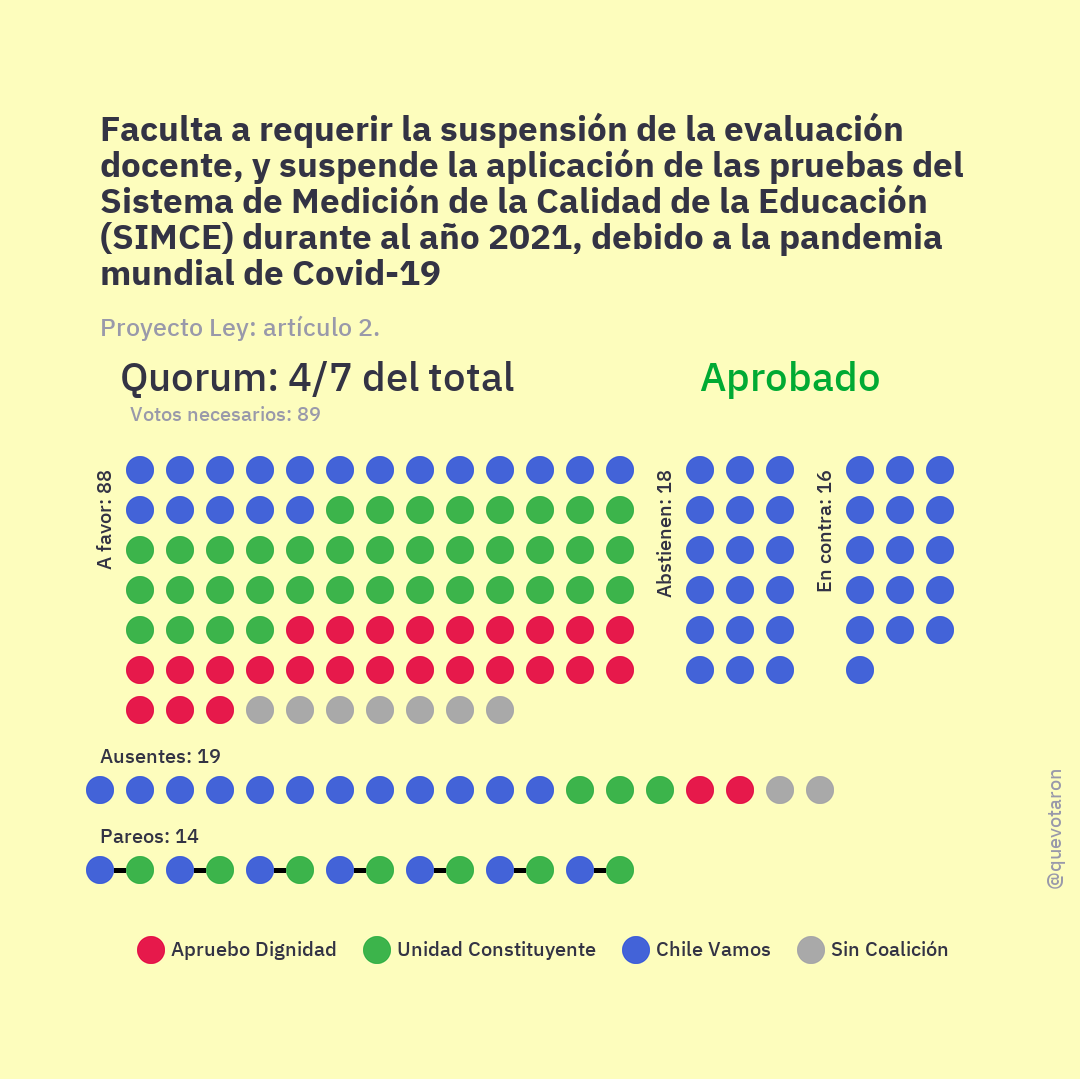 Faculta a requerir la suspensión de la evaluación
docente, y suspende la aplicación de las pruebas del
Sistema de Medición de la Calidad de la Educación
(SIMCE) durante al año 2021, debido a la pandemia
mundial de Covid-19
Proyecto Ley: artículo 2.
Quorum: 4/7 del total
Aprobado
Votos necesarios: 89
A favor: 88
Abstienen: 18
En contra: 16
Ausentes: 19
Pareos: 14
Apruebo Dignidad
Unidad Constituyente
Chile Vamos
Sin Coalición
@quevotaron